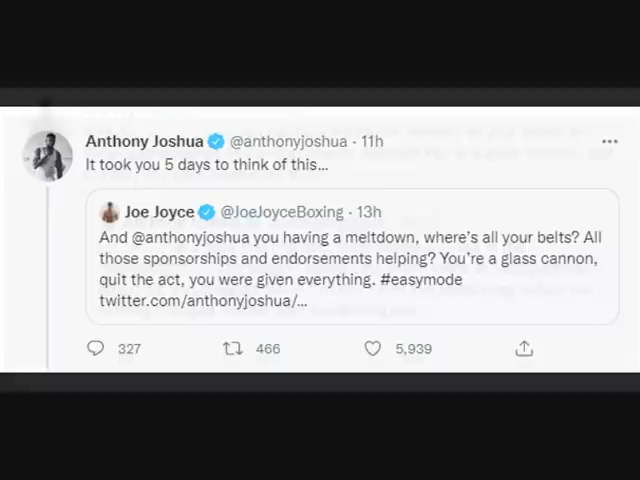 Anthony Joshua @anthonyjoshua · 11h
It took you 5 days to think of this...
Joe Joyce @JoeJoyceBoxing · 13h
And @anthonyjoshua you having a meltdown, where's all your belts? All
those sponsorships and endorsements helping? You're a glass cannon,
quit the act, you were given everything. #easymode
twitter.com/anthonyjoshua/...
327 466 5,939